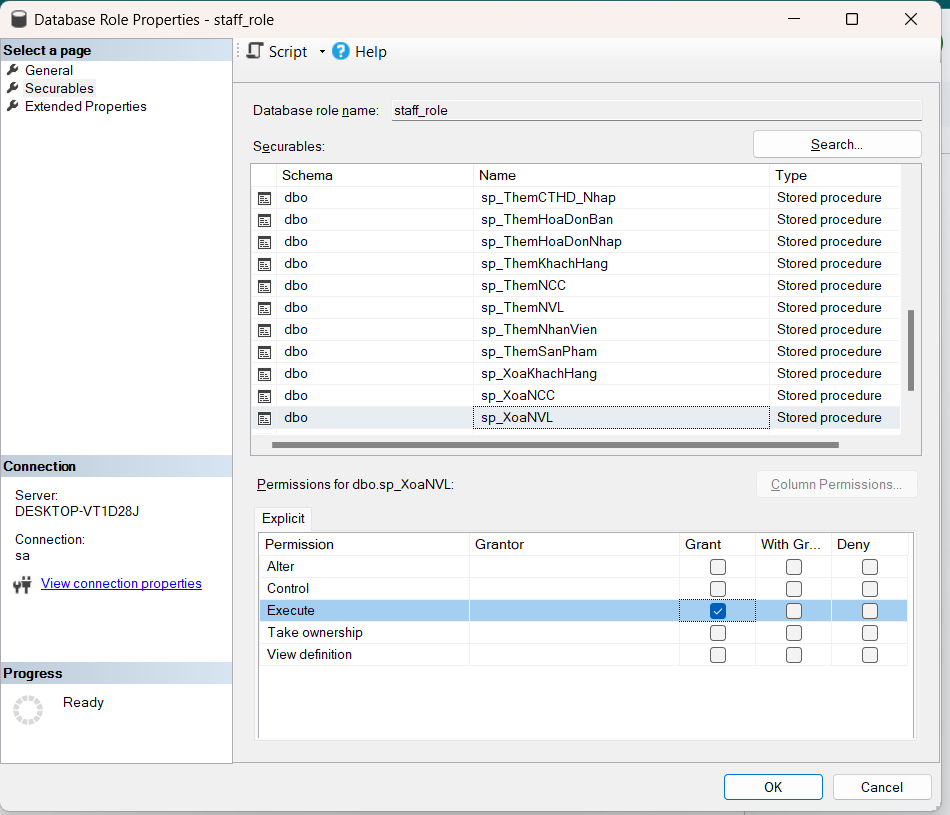 Database Role Properties - staff_role
Select a page
General
Securables
Extended Properties
Script Help
Database role name: staff_role
Securables: Search...
Schema Name Type
dbo sp_ThemCTHD_Nhap Stored procedure
dbo sp_ThemHoaDonBan Stored procedure
dbo sp_ThemHoaDonNhap Stored procedure
dbo sp_ThemKhachHang Stored procedure
dbo sp_ThemNCC Stored procedure
dbo sp_ThemNVL Stored procedure
dbo sp_ThemNhanVien Stored procedure
dbo sp_ThemSanPham Stored procedure
dbo sp_XoaKhachHang Stored procedure
dbo sp_XoaNCC Stored procedure
dbo sp_XoaNVL Stored procedure
Connection
Server:
DESKTOP-VT1D28J
Connection:
sa
View connection properties
Permissions for dbo.sp_XoaNVL: Column Permissions...
Explicit
Permission Grantor Grant With Gr... Deny
Alter
Control
Execute
Take ownership
View definition
Progress
Ready
OK Cancel